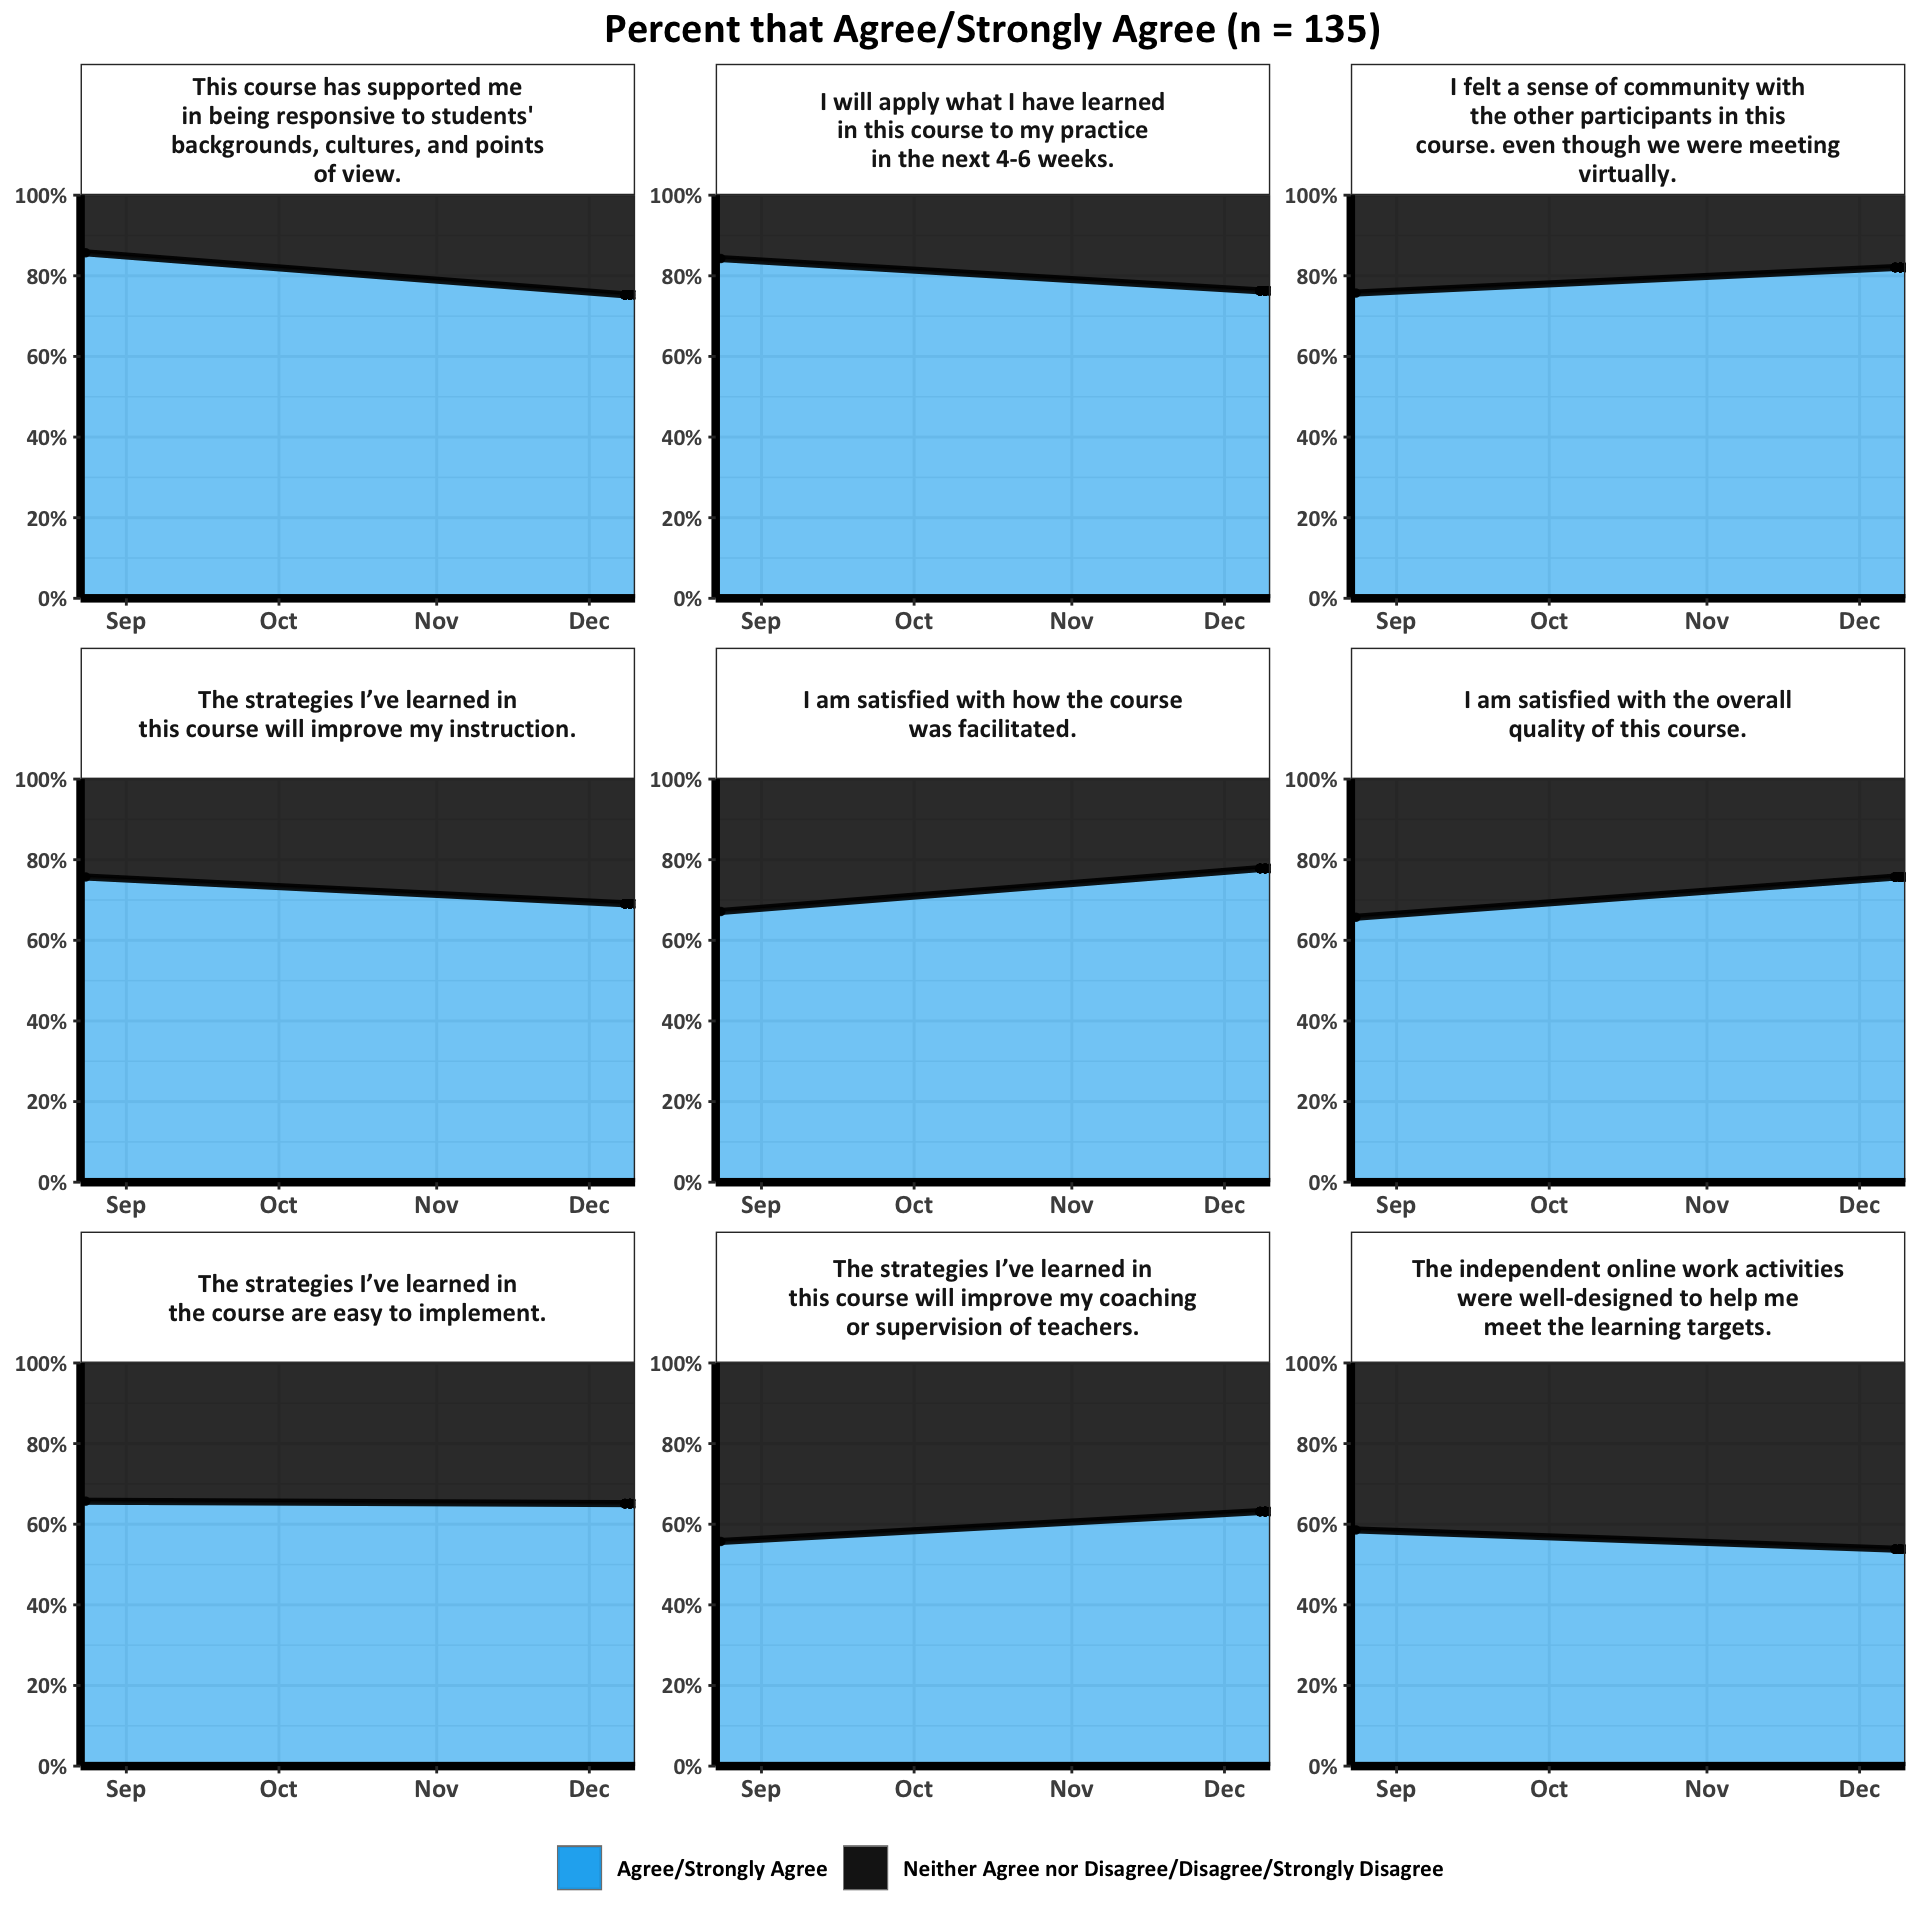 Percent that Agree/Strongly Agree (n = 135)
This course has supported me
in being responsive to students'
backgrounds, cultures, and points
of view.
100%
80%
60%
40%
20%
0%
Sep Oct Nov Dec
I will apply what I have learned
in this course to my practice
in the next 4-6 weeks.
100%
80%
60%
40%
20%
0%
Sep Oct Nov Dec
I felt a sense of community with
the other participants in this
course. even though we were meeting
virtually.
100%
80%
60%
40%
20%
0%
Sep Oct Nov Dec
The strategies I’ve learned in
this course will improve my instruction.
100%
80%
60%
40%
20%
0%
Sep Oct Nov Dec
I am satisfied with how the course
was facilitated.
100%
80%
60%
40%
20%
0%
Sep Oct Nov Dec
I am satisfied with the overall
quality of this course.
100%
80%
60%
40%
20%
0%
Sep Oct Nov Dec
The strategies I’ve learned in
the course are easy to implement.
100%
80%
60%
40%
20%
0%
Sep Oct Nov Dec
The strategies I’ve learned in
this course will improve my coaching
or supervision of teachers.
100%
80%
60%
40%
20%
0%
Sep Oct Nov Dec
The independent online work activities
were well-designed to help me
meet the learning targets.
100%
80%
60%
40%
20%
0%
Sep Oct Nov Dec
Agree/Strongly Agree
Neither Agree nor Disagree/Disagree/Strongly Disagree